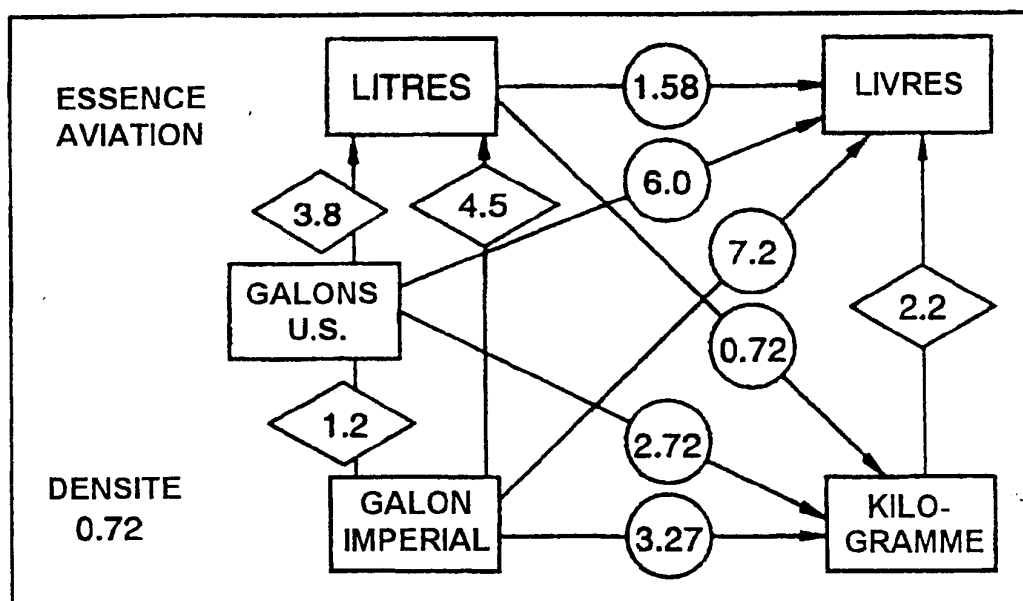 ESSENCE
AVIATION
LITRES
1.58
LIVRES
6.0
3.8
4.5
7.2
GALONS
U.S.
2.2
0.72
1.2
2.72
DENSITE
0.72
GALON
IMPERIAL
3.27
KILO-
GRAMME